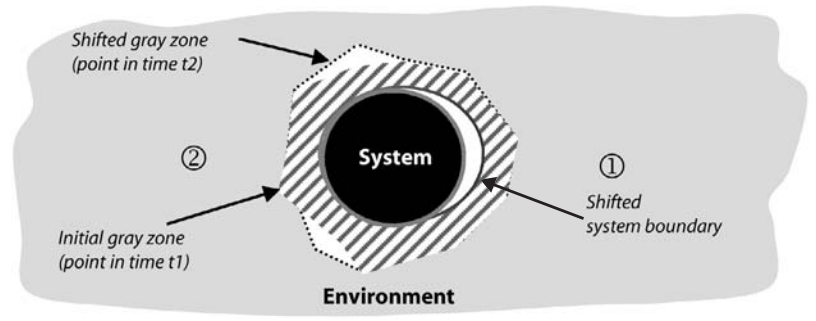 Shifted gray zone
(point in time t2)
②
System
①
Shifted
system boundary
Initial gray zone
(point in time t1)
Environment